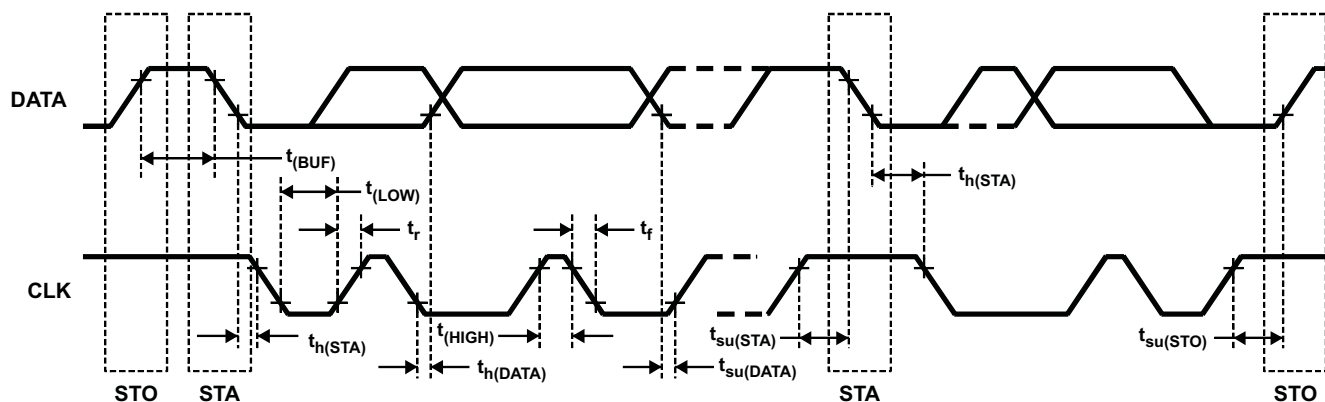 DATA
t(BUF)
t(LOW)
th(STA)
tr
tf
CLK
th(STA)
t(HIGH)
th(DATA)
tsu(DATA)
tsu(STA)
tsu(STO)
STO
STA
STA
STO